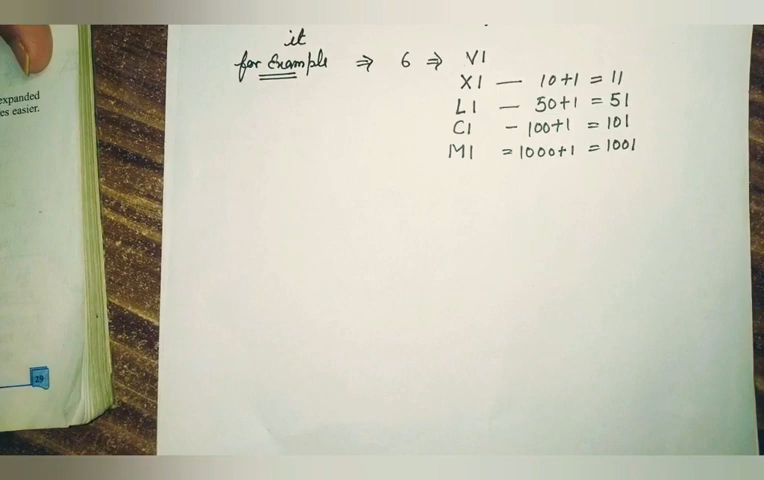 expanded
es easier.
29
it
for Example ⇒ 6 ⇒ VI
XI — 10+1 = 11
LI — 50+1 = 51
CI - 100+1 = 101
MI = 1000+1 = 1001